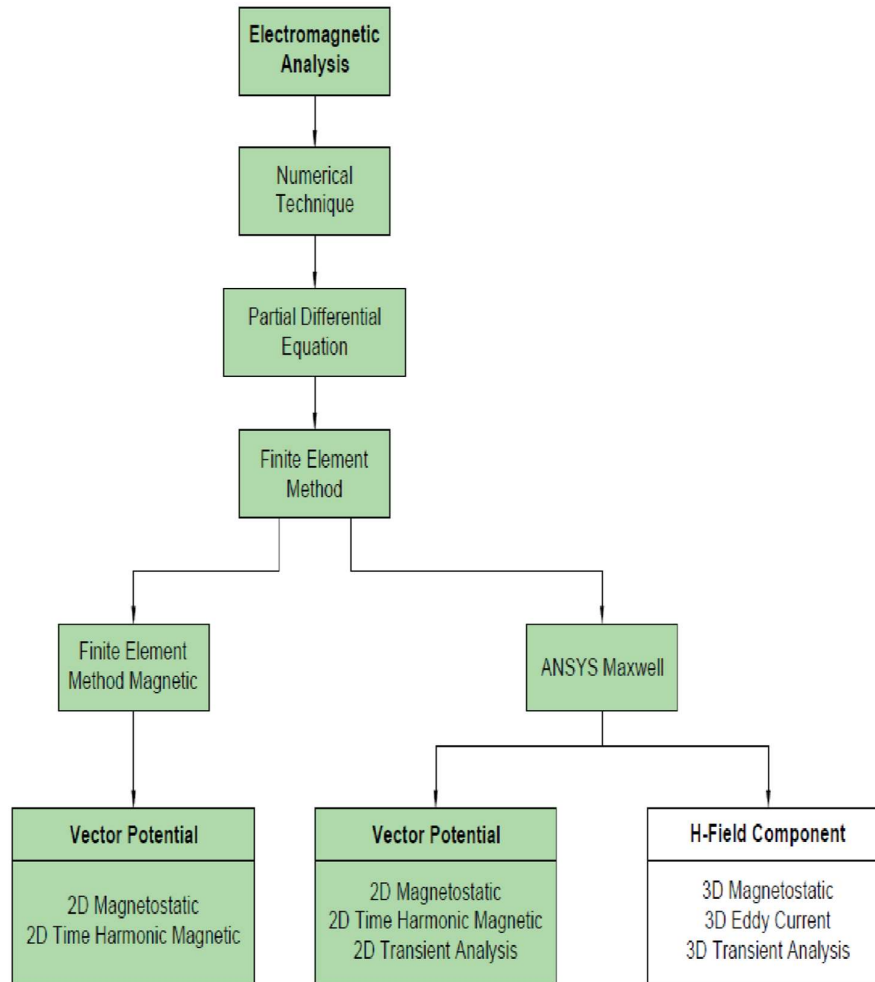 Electromagnetic
Analysis
Numerical
Technique
Partial Differential
Equation
Finite Element
Method
Finite Element
Method Magnetic
ANSYS Maxwell
Vector Potential
2D Magnetostatic
2D Time Harmonic Magnetic
Vector Potential
2D Magnetostatic
2D Time Harmonic Magnetic
2D Transient Analysis
H-Field Component
3D Magnetostatic
3D Eddy Current
3D Transient Analysis